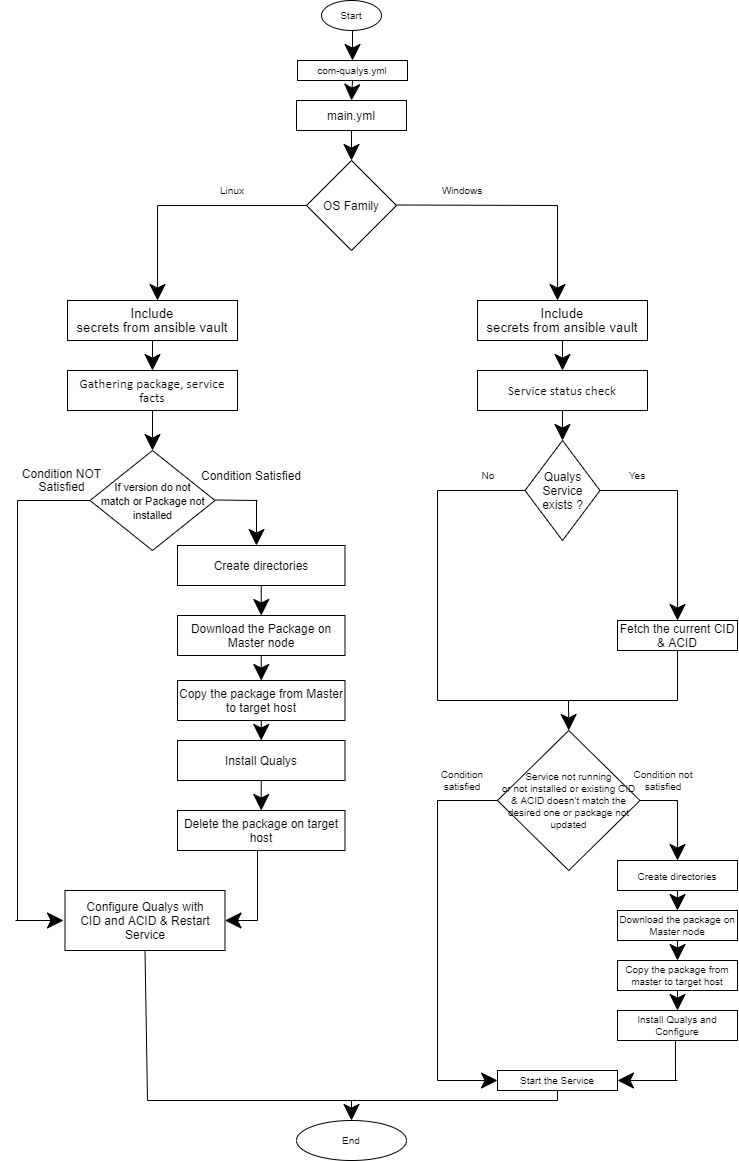 Start
com-qualys.yml
main.yml
OS Family
Linux
Windows
Include
secrets from ansible vault
Include
secrets from ansible vault
Gathering package, service
facts
Service status check
Condition NOT
Satisfied
If version do not
match or Package not
installed
Condition Satisfied
No
Qualys
Service
exists ?
Yes
Create directories
Download the Package on
Master node
Fetch the current CID
& ACID
Copy the package from Master
to target host
Install Qualys
Delete the package on target
host
Condition
satisfied
Service not running
or not installed or existing CID
& ACID doesn't match the
desired one or package not
updated
Condition not
satisfied
Configure Qualys with
CID and ACID & Restart
Service
Create directories
Download the package on
Master node
Copy the package from
master to target host
Install Qualys and
Configure
Start the Service
End